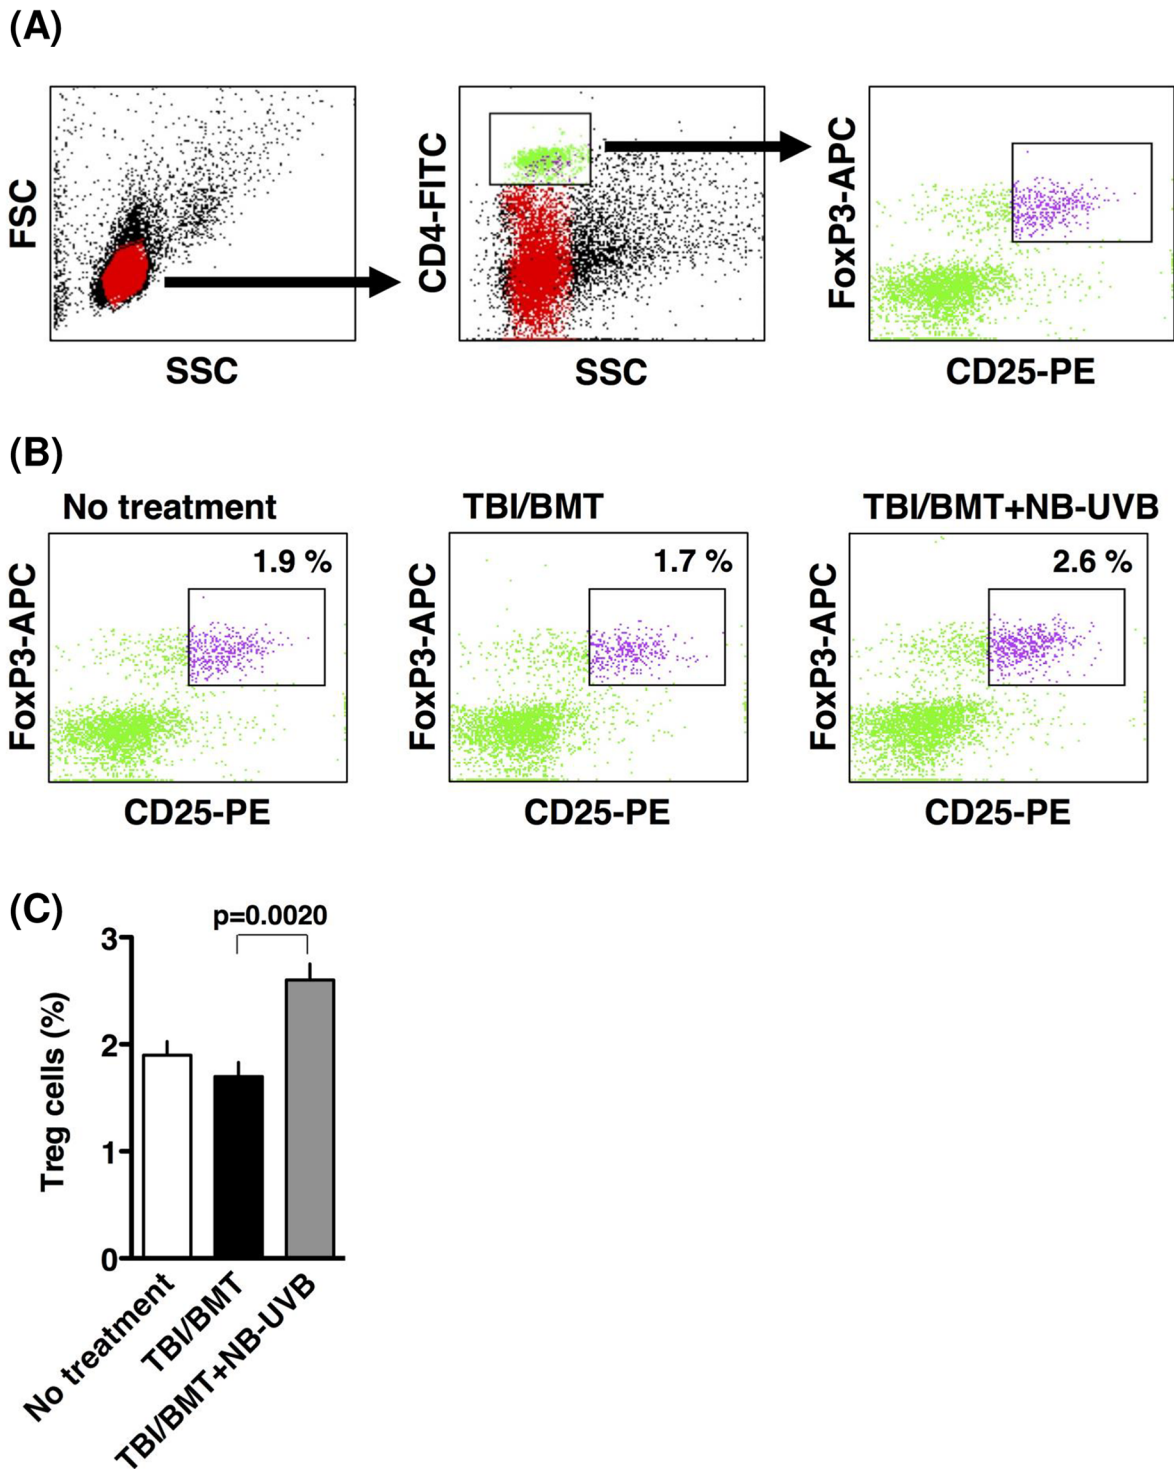 (A)
FSC
SSC
CD4-FITC
SSC
FoxP3-APC
CD25-PE
(B)
No treatment
TBI/BMT
TBI/BMT+NB-UVB
FoxP3-APC
1.9 %
CD25-PE
FoxP3-APC
1.7 %
CD25-PE
FoxP3-APC
2.6 %
CD25-PE
(C)
p=0.0020
Treg cells (%)
3
2
1
0
No treatment
TBI/BMT
TBI/BMT+NB-UVB